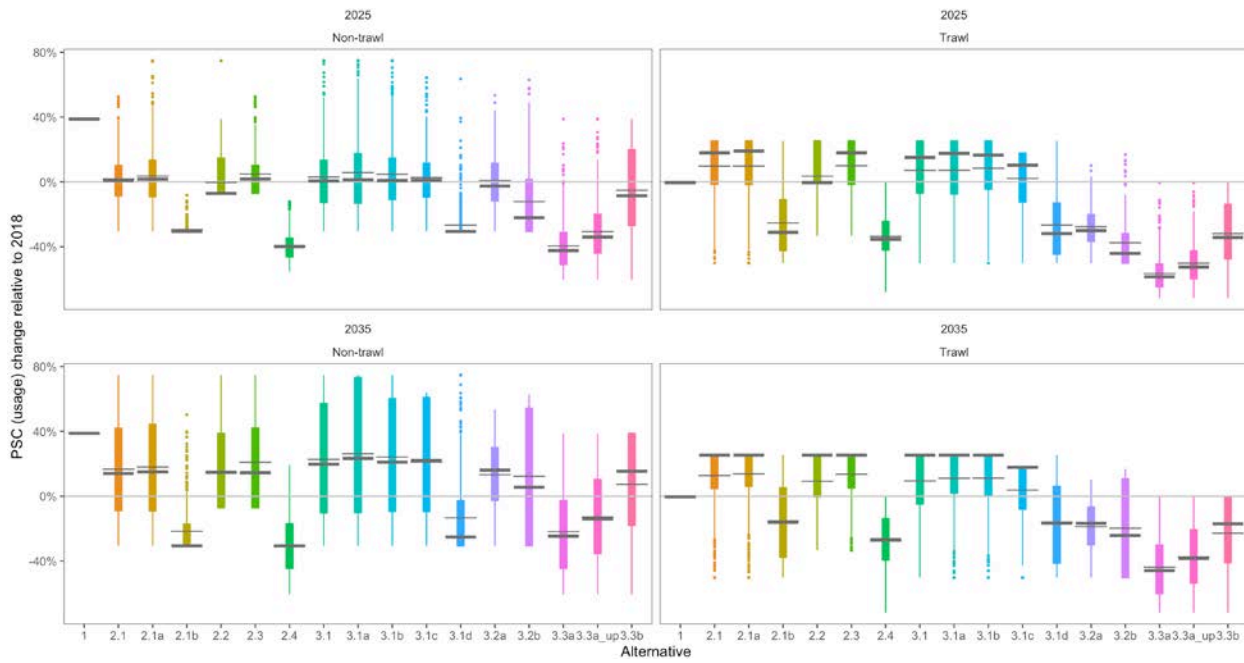 2025
2025
Non-trawl
Trawl
80%
40%
0%
-40%
PSC (usage) change relative to 2018
2035
2035
Non-trawl
Trawl
80%
40%
0%
-40%
1 2.1 2.1a 2.1b 2.2 2.3 2.4 3.1 3.1a 3.1b 3.1c 3.1d 3.2a 3.2b 3.3a 3.3a_up 3.3b
1 2.1 2.1a 2.1b 2.2 2.3 2.4 3.1 3.1a 3.1b 3.1c 3.1d 3.2a 3.2b 3.3a 3.3a_up 3.3b
Alternative